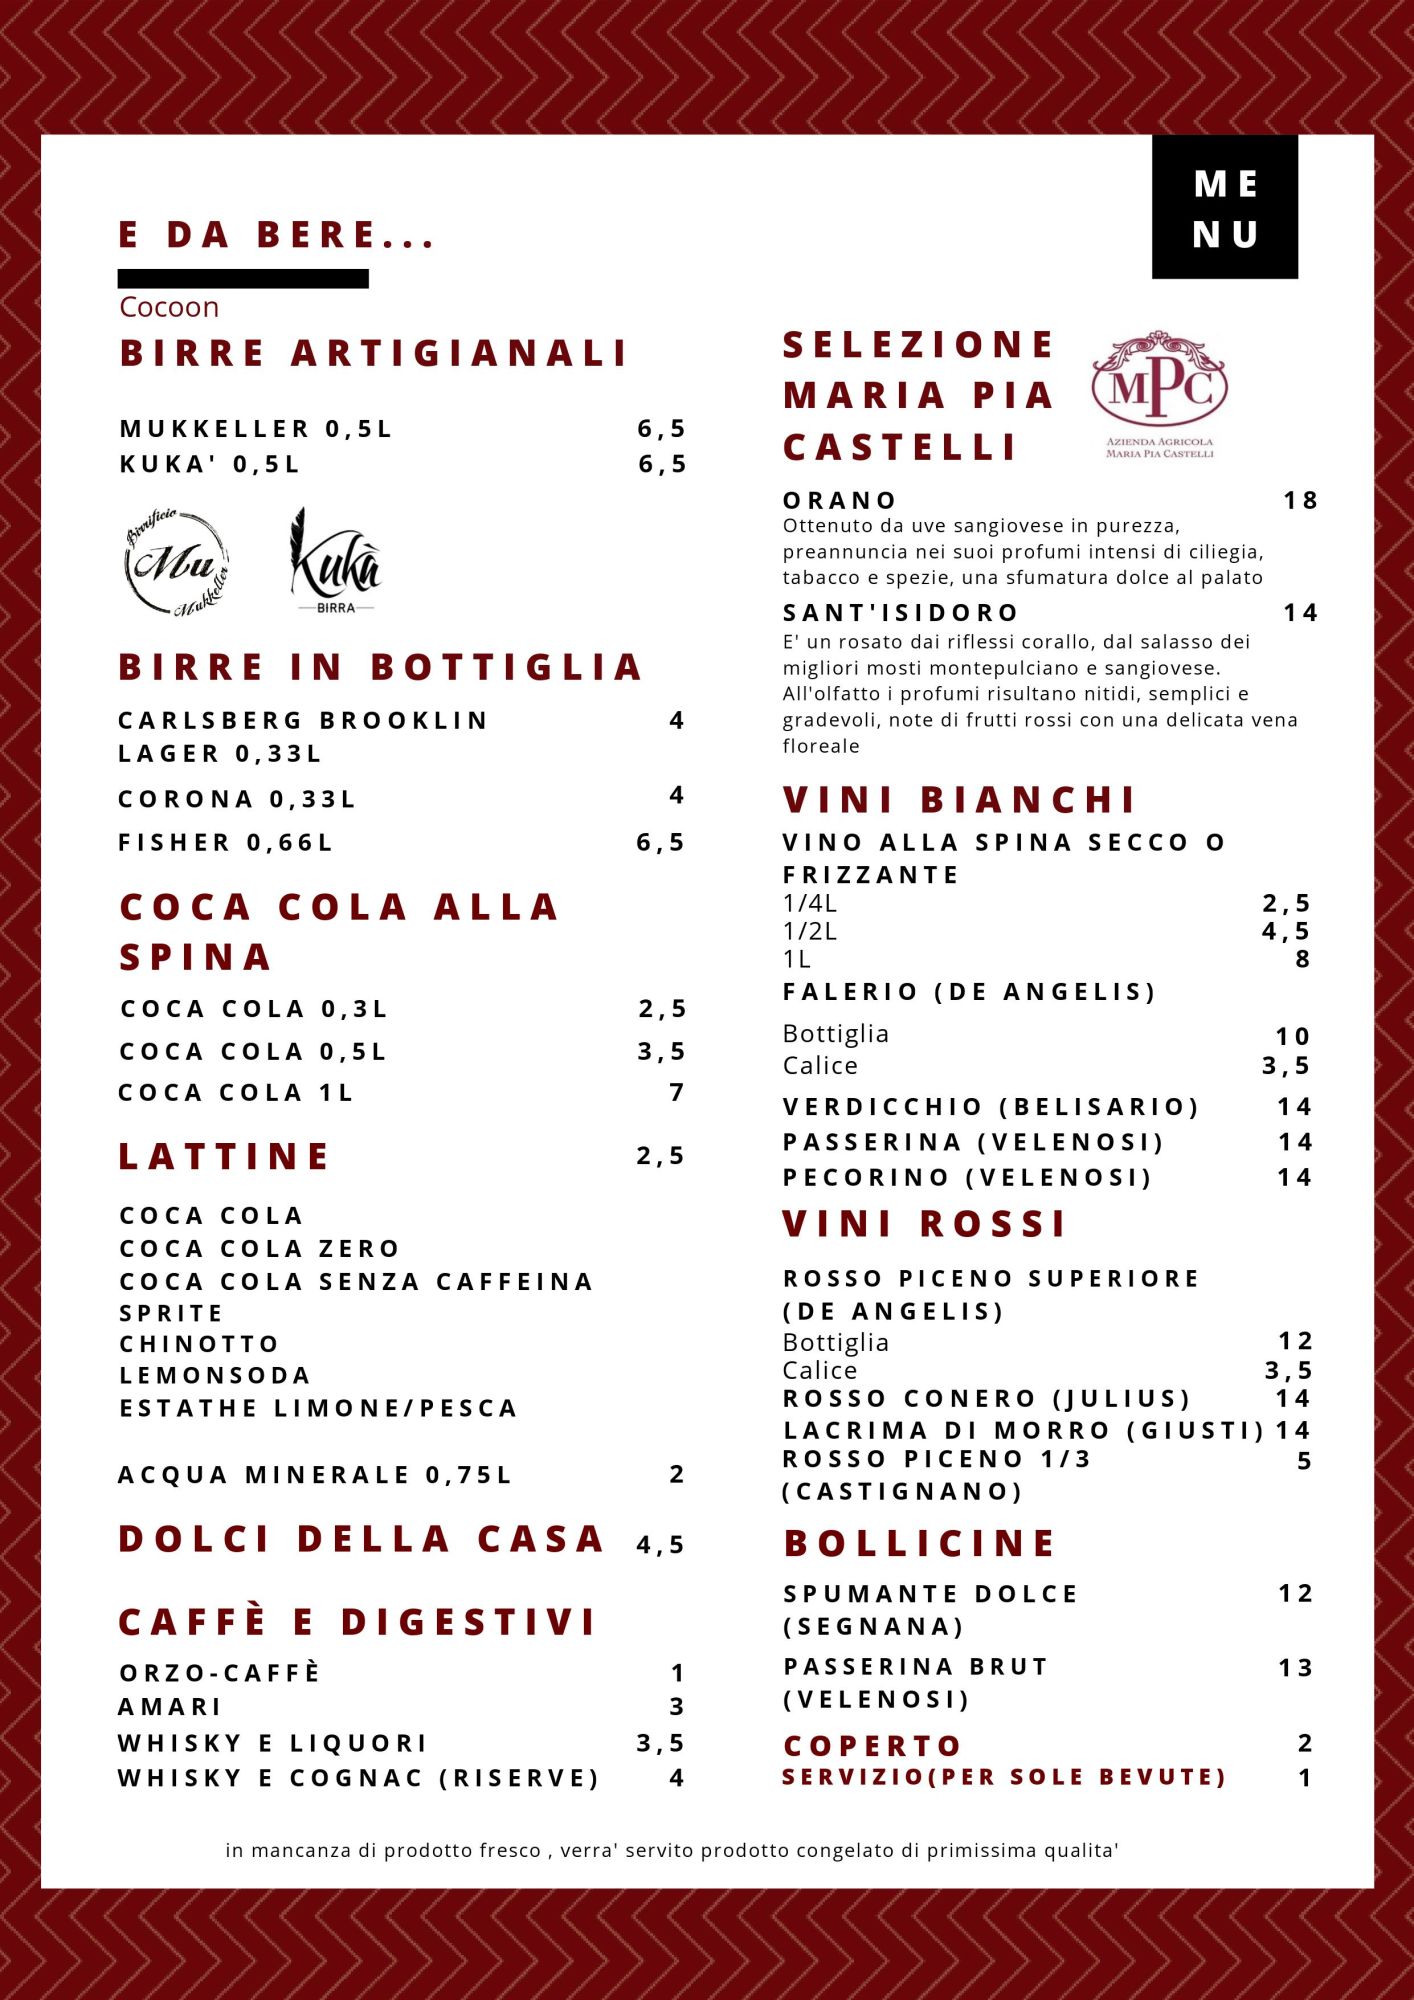 ME
NU
E DA BERE...
Cocoon
BIRRE ARTIGIANALI
MUKKELLER 0,5L 6,5
KUKA' 0,5L 6,5
Birrificio
Mu
Mukkeller
Kukà
BIRRA
BIRRE IN BOTTIGLIA
CARLSBERG BROOKLIN 4
LAGER 0,33L
CORONA 0,33L 4
FISHER 0,66L 6,5
COCA COLA ALLA
SPINA
COCA COLA 0,3L 2,5
COCA COLA 0,5L 3,5
COCA COLA 1L 7
LATTINE 2,5
COCA COLA
COCA COLA ZERO
COCA COLA SENZA CAFFEINA
SPRITE
CHINOTTO
LEMONSODA
ESTATHE LIMONE/PESCA
ACQUA MINERALE 0,75L 2
DOLCI DELLA CASA 4,5
CAFFÈ E DIGESTIVI
ORZO-CAFFÈ 1
AMARI 3
WHISKY E LIQUORI 3,5
WHISKY E COGNAC (RISERVE) 4
SELEZIONE
MARIA PIA
CASTELLI
MPC
AZIENDA AGRICOLA
MARIA PIA CASTELLI
ORANO 18
Ottenuto da uve sangiovese in purezza,
preannuncia nei suoi profumi intensi di ciliegia,
tabacco e spezie, una sfumatura dolce al palato
SANT'ISIDORO 14
E' un rosato dai riflessi corallo, dal salasso dei
migliori mosti montepulciano e sangiovese.
All'olfatto i profumi risultano nitidi, semplici e
gradevoli, note di frutti rossi con una delicata vena
floreale
VINI BIANCHI
VINO ALLA SPINA SECCO O
FRIZZANTE
1/4L 2,5
1/2L 4,5
1L 8
FALERIO (DE ANGELIS)
Bottiglia 10
Calice 3,5
VERDICCHIO (BELISARIO) 14
PASSERINA (VELENOSI) 14
PECORINO (VELENOSI) 14
VINI ROSSI
ROSSO PICENO SUPERIORE
(DE ANGELIS)
Bottiglia 12
Calice 3,5
ROSSO CONERO (JULIUS) 14
LACRIMA DI MORRO (GIUSTI) 14
ROSSO PICENO 1/3 5
(CASTIGNANO)
BOLLICINE
SPUMANTE DOLCE 12
(SEGNANA)
PASSERINA BRUT 13
(VELENOSI)
COPERTO 2
SERVIZIO(PER SOLE BEVUTE) 1
in mancanza di prodotto fresco , verra' servito prodotto congelato di primissima qualita'